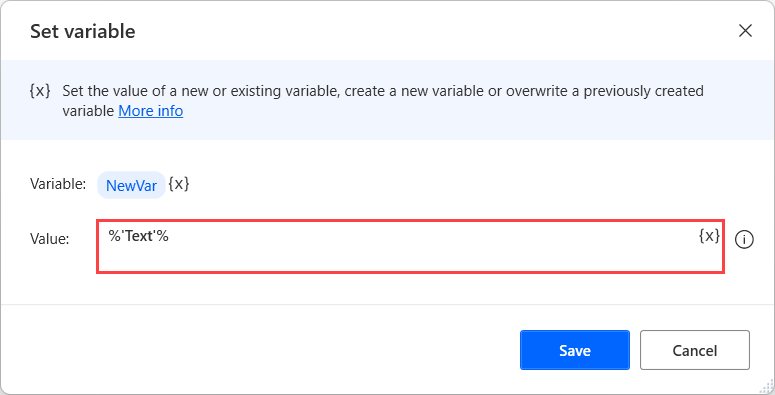 Set variable
{x} Set the value of a new or existing variable, create a new variable or overwrite a previously created
variable More info
Variable: NewVar {x}
Value: %'Text'% {x}
Save Cancel